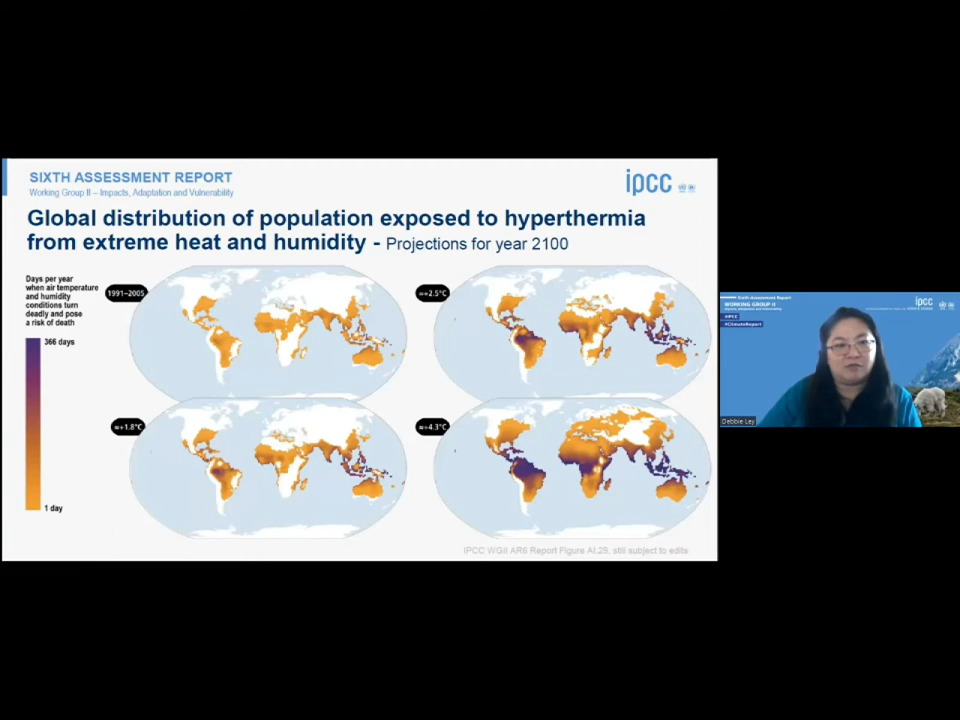 SIXTH ASSESSMENT REPORT
Working Group II – Impacts, Adaptation and Vulnerability
ipcc
Global distribution of population exposed to hyperthermia
from extreme heat and humidity - Projections for year 2100
Days per year
when air temperature
and humidity
conditions turn
deadly and pose
a risk of death
366 days
1 day
1991–2005
≈+2.5°C
≈+1.8°C
≈+4.3°C
IPCC WGII AR6 Report Figure AI.29, still subject to edits
Sixth Assessment Report
WORKING GROUP II
ipcc
#IPCC
#ClimateReport
Debbie Ley